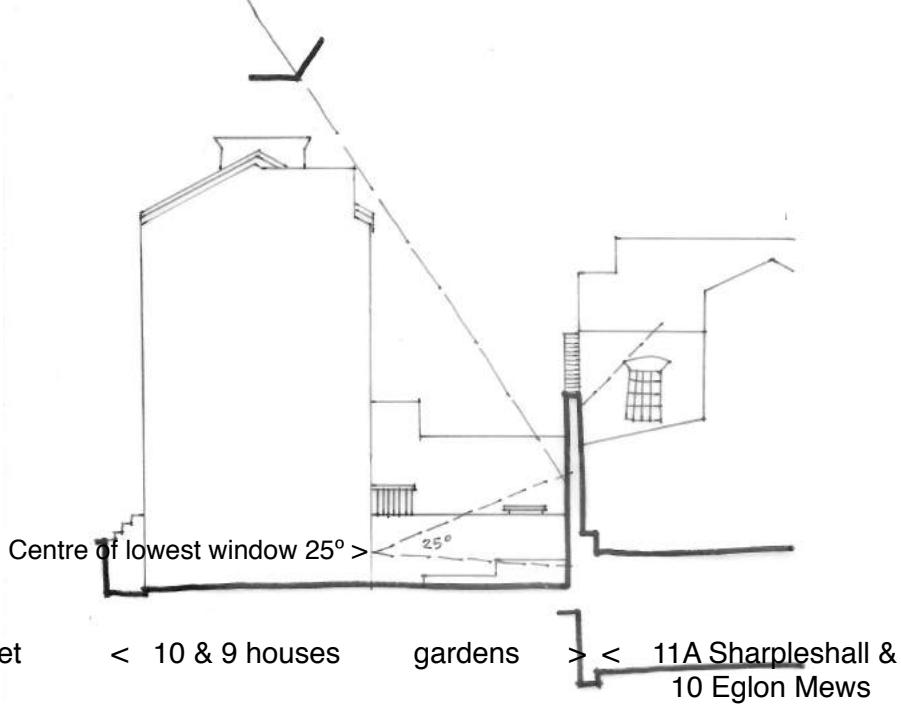 Centre of lowest window 25º >
25º
et < 10 & 9 houses gardens > < 11A Sharpleshall &
10 Eglon Mews